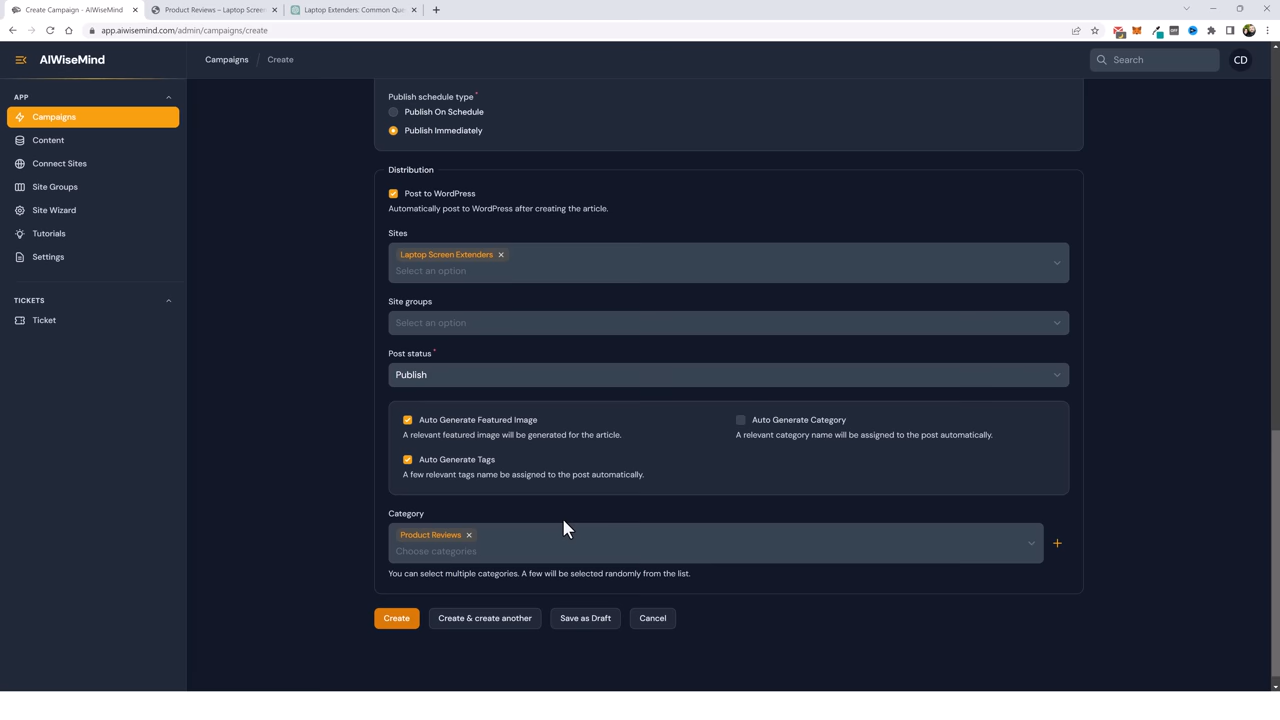 Create Campaign - AIWiseMind
Product Reviews – Laptop Screen
Laptop Extenders: Common Que
app.aiwisemind.com/admin/campaigns/create
AIWiseMind
Campaigns / Create
Search
CD
APP
Campaigns
Content
Connect Sites
Site Groups
Site Wizard
Tutorials
Settings
TICKETS
Ticket
Publish schedule type*
Publish On Schedule
Publish Immediately
Distribution
Post to WordPress
Automatically post to WordPress after creating the article.
Sites
Laptop Screen Extenders
Select an option
Site groups
Select an option
Post status*
Publish
Auto Generate Featured Image
A relevant featured image will be generated for the article.
Auto Generate Category
A relevant category name will be assigned to the post automatically.
Auto Generate Tags
A few relevant tags name be assigned to the post automatically.
Category
Product Reviews
Choose categories
You can select multiple categories. A few will be selected randomly from the list.
Create
Create & create another
Save as Draft
Cancel